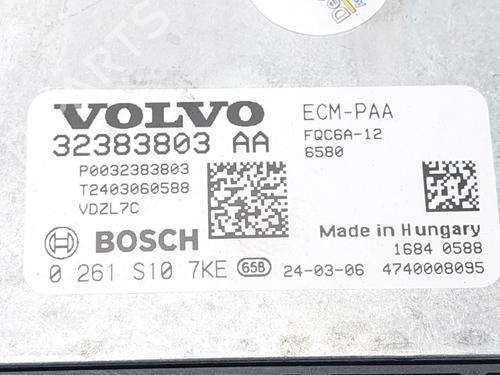 VOLVO
32383803 AA
P0032383803
T2403060588
VDZL7C
BOSCH
0 261 S10 7KE 65B
ECM-PAA
FQC6A-12
6580
Made in Hungary
1684 0588
24-03-06 4740008095